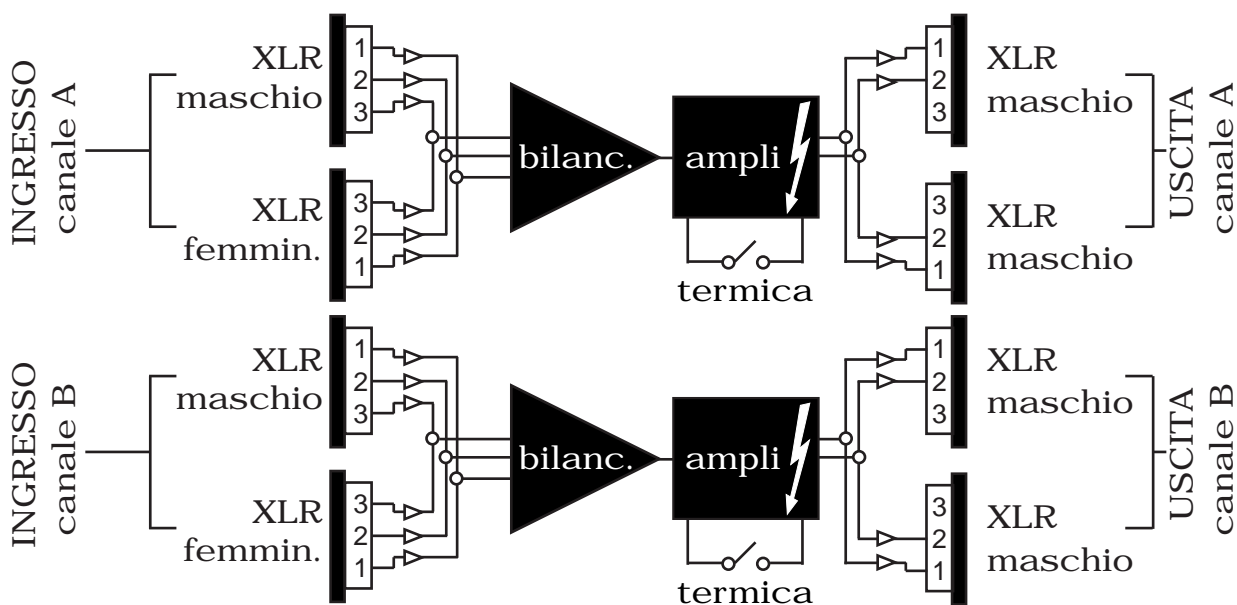 INGRESSO
canale A
XLR
maschio
1
2
3
XLR
femmin.
3
2
1
bilanc.
ampli
termica
1
2
3
XLR
maschio
3
2
1
XLR
maschio
USCITA
canale A
INGRESSO
canale B
XLR
maschio
1
2
3
XLR
femmin.
3
2
1
bilanc.
ampli
termica
1
2
3
XLR
maschio
3
2
1
XLR
maschio
USCITA
canale B